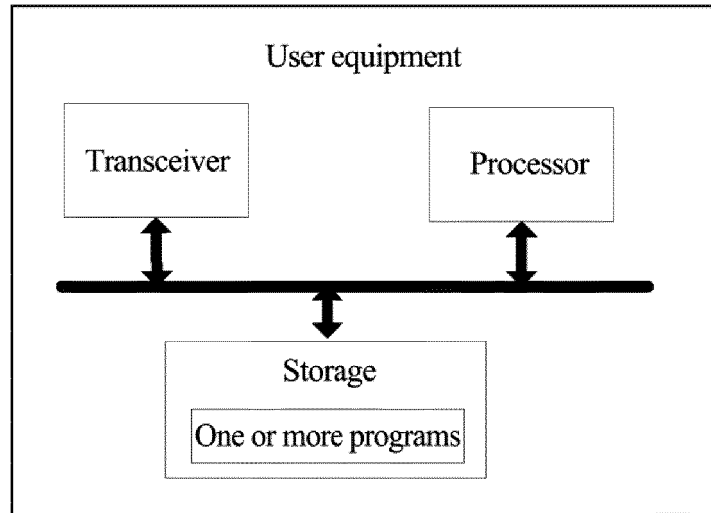 User equipment
Transceiver
Processor
Storage
One or more programs